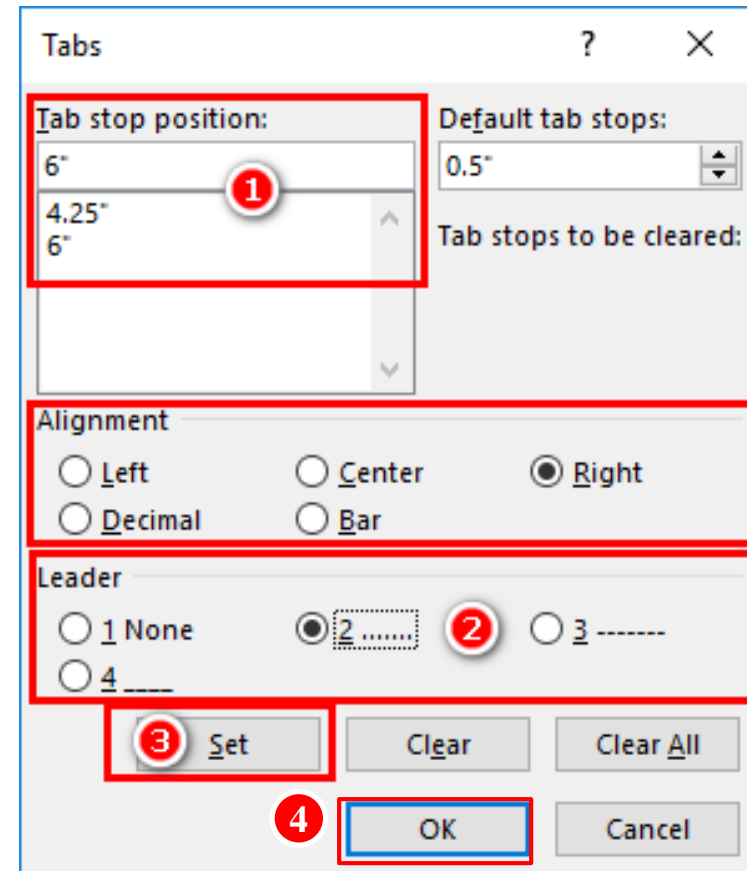 Tabs ? ×
Tab stop position:
Default tab stops:
6"
0.5"
1
4.25"
6"
Tab stops to be cleared:
Alignment
Left Center Right
Decimal Bar
Leader
1 None 2 ....... 2 3 -------
4 ____
3 Set Clear Clear All
4 OK Cancel